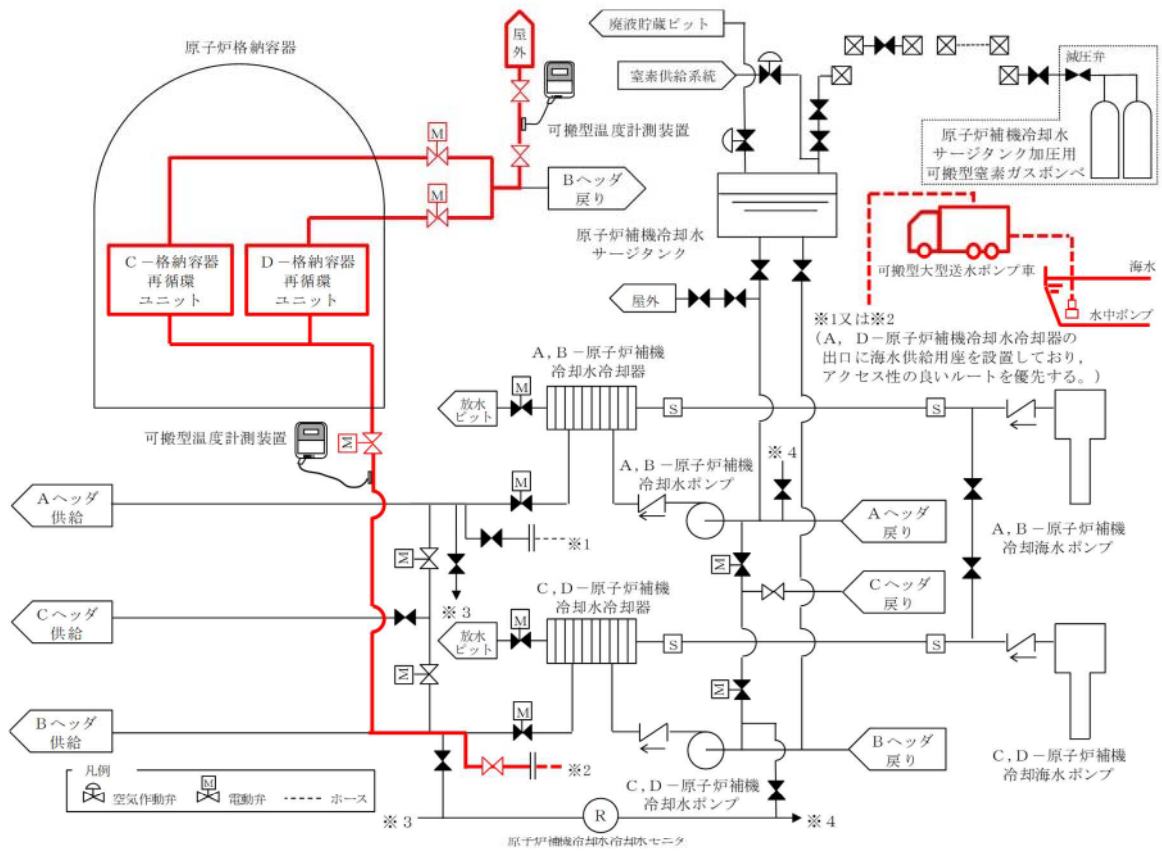 原子炉格納容器
屋
外
可搬型温度計測装置
Bヘッダ
戻り
廃液貯蔵ピット
窒素供給系統
減圧弁
原子炉補機冷却水
サージタンク加圧用
可搬型窒素ガスボンベ
M
M
C-格納容器
再循環
ユニット
D-格納容器
再循環
ユニット
原子炉補機冷却水
サージタンク
可搬型大型送水ポンプ車
海水
水中ポンプ
屋外
※1又は※2
(A, D-原子炉補機冷却水冷却器の
出口に海水供給用座を設置しており,
アクセス性の良いルートを優先する。)
A, B-原子炉補機
冷却水冷却器
放水
ピット
M
S
S
可搬型温度計測装置
M
A, B-原子炉補機
冷却水ポンプ
※4
Aヘッダ
供給
M
※1
Aヘッダ
戻り
A, B-原子炉補機
冷却海水ポンプ
M
M
Cヘッダ
戻り
Cヘッダ
供給
※3
C, D-原子炉補機
冷却水冷却器
放水
ピット
M
S
S
M
M
Bヘッダ
供給
M
※2
Bヘッダ
戻り
C, D-原子炉補機
冷却水ポンプ
C, D-原子炉補機
冷却海水ポンプ
凡例
空気作動弁
M
電動弁
ホース
※3
R
※4
原子炉補機冷却水冷却水モニタ